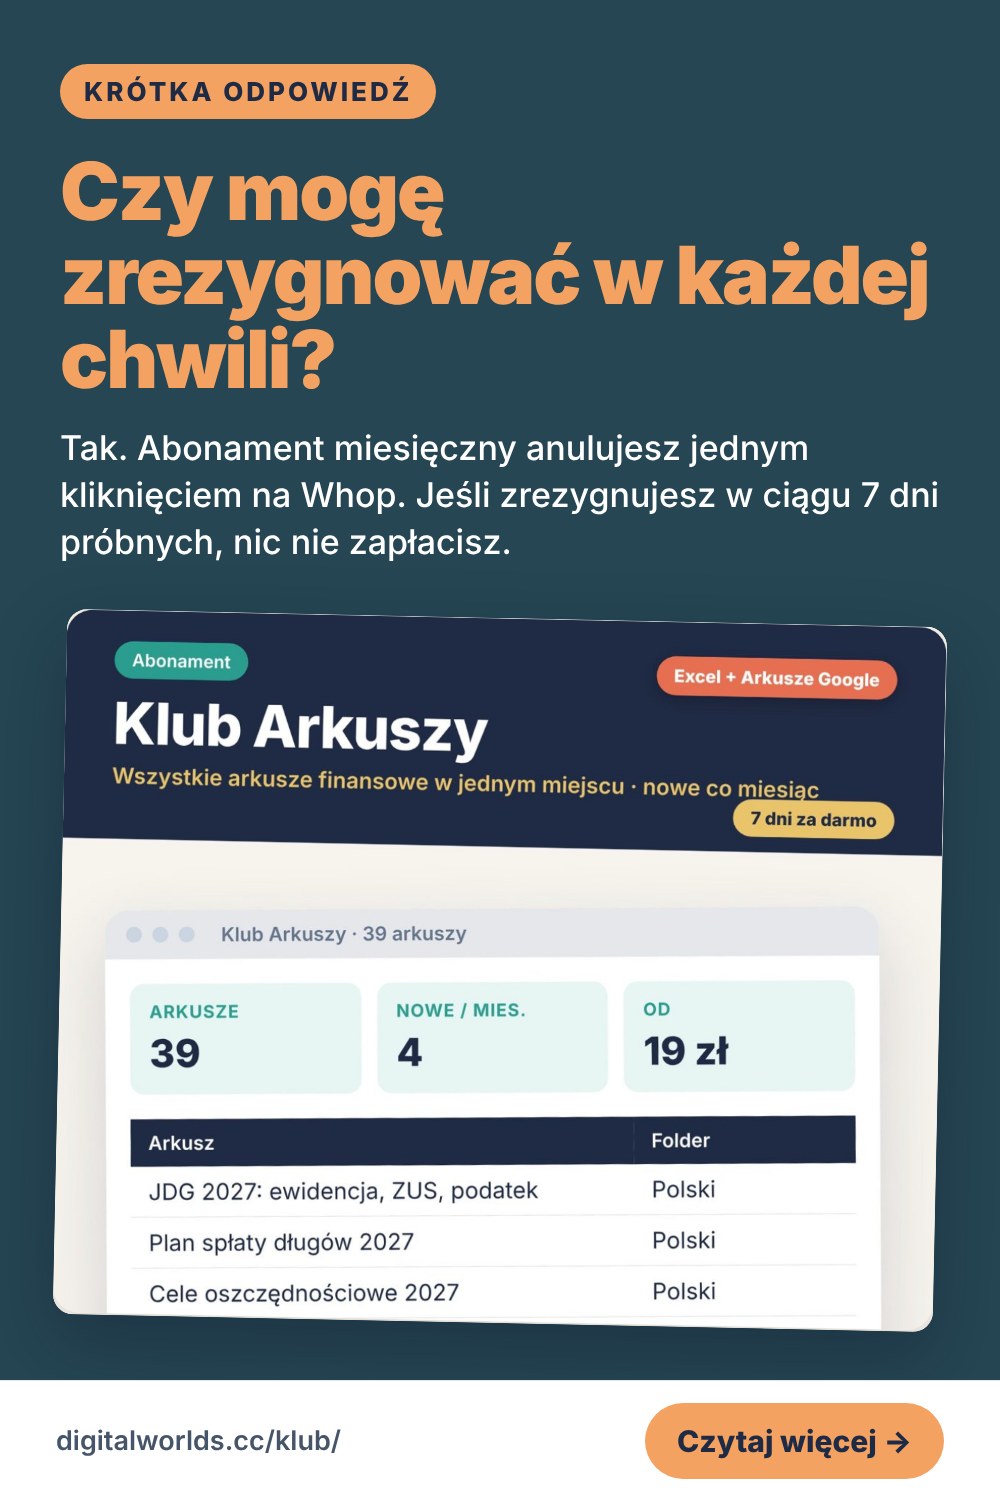 KRÓTKA ODPOWIEDŹ
Czy mogę
zrezygnować w każdej
chwili?
Tak. Abonament miesięczny anulujesz jednym
kliknięciem na Whop. Jeśli zrezygnujesz w ciągu 7 dni
próbnych, nic nie zapłacisz.
Abonament
Excel + Arkusze Google
Klub Arkuszy
Wszystkie arkusze finansowe w jednym miejscu · nowe co miesiąc
7 dni za darmo
Klub Arkuszy · 39 arkuszy
ARKUSZE NOWE / MIES. OD
39 4 19 zł
Arkusz Folder
JDG 2027: ewidencja, ZUS, podatek Polski
Plan spłaty długów 2027 Polski
Cele oszczędnościowe 2027 Polski
digitalworlds.cc/klub/ Czytaj więcej →